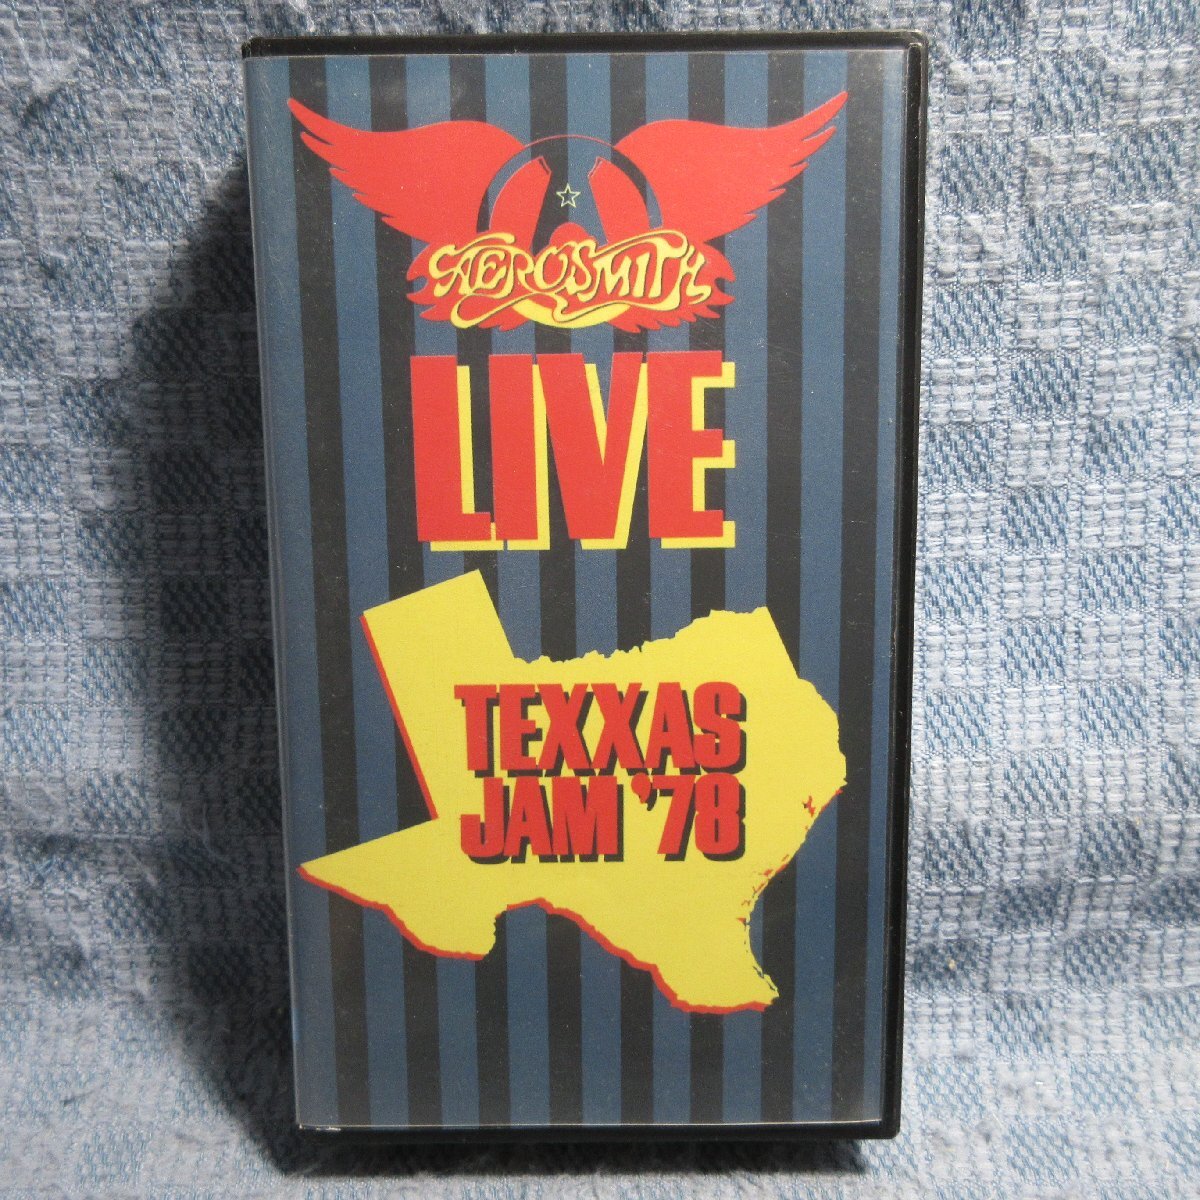 AEROSMITH
LIVE
TEXXAS
JAM '78